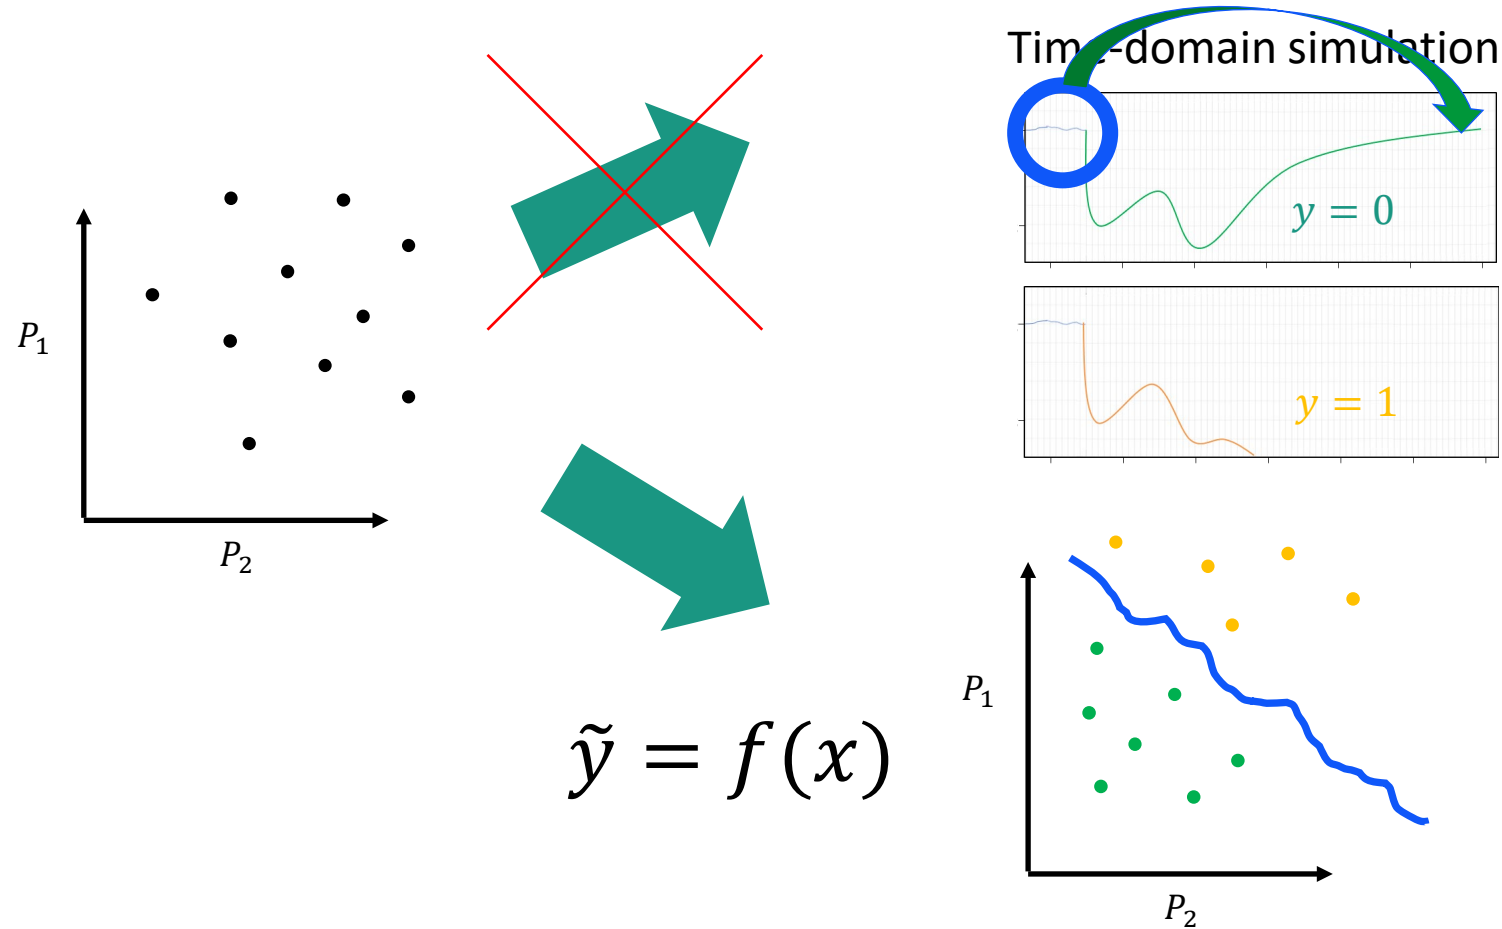 Time-domain simulation
y = 0
P₁
P₂
y = 1
P₁
ỹ = f(x)
P₂